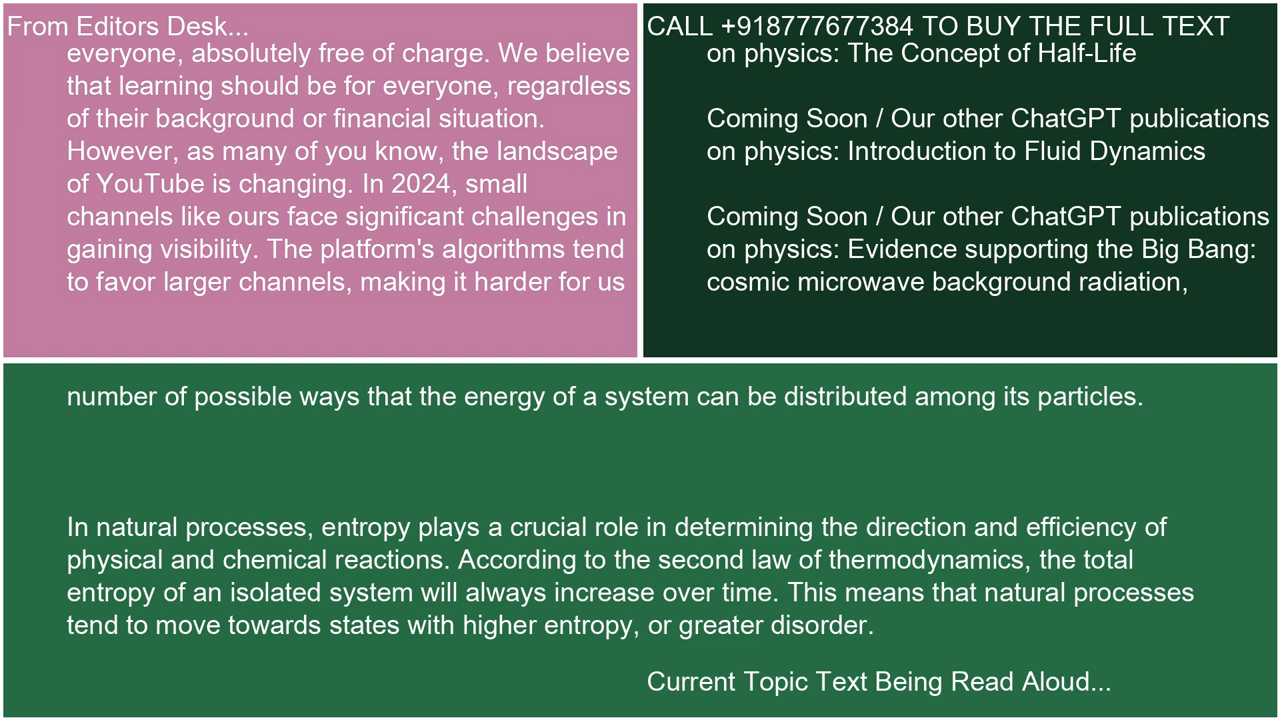 From Editors Desk...
everyone, absolutely free of charge. We believe
that learning should be for everyone, regardless
of their background or financial situation.
However, as many of you know, the landscape
of YouTube is changing. In 2024, small
channels like ours face significant challenges in
gaining visibility. The platform's algorithms tend
to favor larger channels, making it harder for us
CALL +918777677384 TO BUY THE FULL TEXT
on physics: The Concept of Half-Life
Coming Soon / Our other ChatGPT publications
on physics: Introduction to Fluid Dynamics
Coming Soon / Our other ChatGPT publications
on physics: Evidence supporting the Big Bang:
cosmic microwave background radiation,
number of possible ways that the energy of a system can be distributed among its particles.
In natural processes, entropy plays a crucial role in determining the direction and efficiency of
physical and chemical reactions. According to the second law of thermodynamics, the total
entropy of an isolated system will always increase over time. This means that natural processes
tend to move towards states with higher entropy, or greater disorder.
Current Topic Text Being Read Aloud...